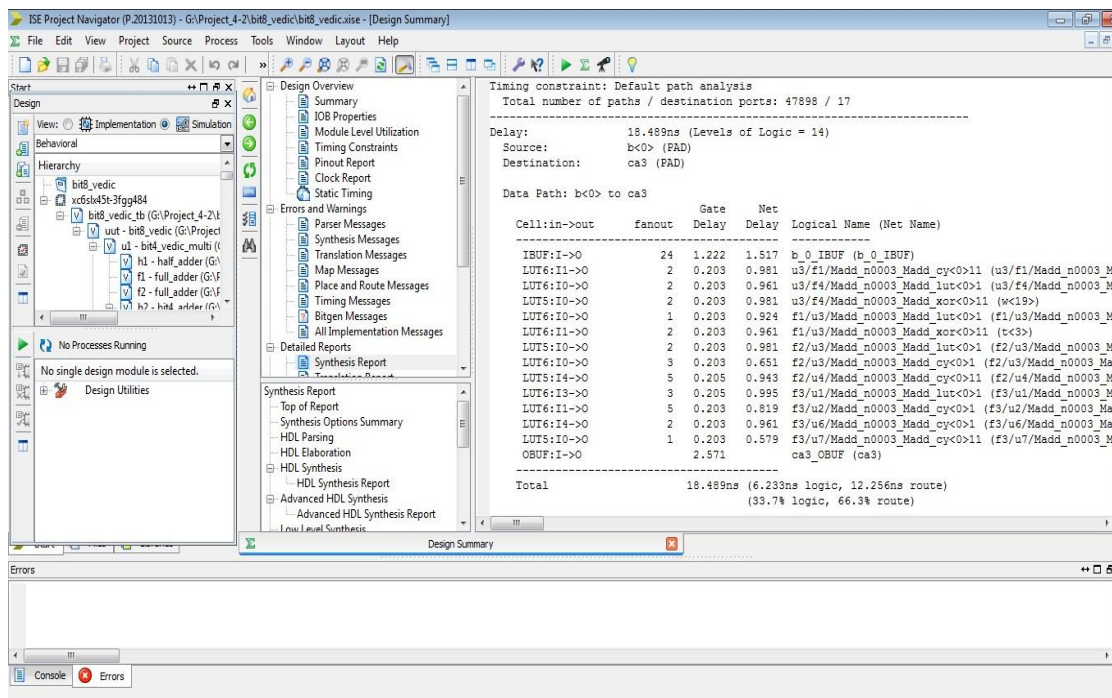 ISE Project Navigator (P.20131013) - G:\Project_4-2\bit8_vedic\bit8_vedic.xise - [Design Summary]
File Edit View Project Source Process Tools Window Layout Help
Start
Design
View: Implementation Simulation
Behavioral
Hierarchy
bit8_vedic
xc6slx45t-3fgg484
bit8_vedic_tb (G:\Project_4-2\b
uut - bit8_vedic (G:\Project
u1 - bit4_vedic_multi (
h1 - half_adder (G:\
f1 - full_adder (G:\F
f2 - full_adder (G:\F
h2 - bit4_adder (G:\
No Processes Running
No single design module is selected.
Design Utilities
Design Overview
Summary
IOB Properties
Module Level Utilization
Timing Constraints
Pinout Report
Clock Report
Static Timing
Errors and Warnings
Parser Messages
Synthesis Messages
Translation Messages
Map Messages
Place and Route Messages
Timing Messages
Bitgen Messages
All Implementation Messages
Detailed Reports
Synthesis Report
Translation Report
Synthesis Report
Top of Report
Synthesis Options Summary
HDL Parsing
HDL Elaboration
HDL Synthesis
HDL Synthesis Report
Advanced HDL Synthesis
Advanced HDL Synthesis Report
Low Level Synthesis
Timing constraint: Default path analysis
Total number of paths / destination ports: 47898 / 17
Delay: 18.489ns (Levels of Logic = 14)
Source: b<0> (PAD)
Destination: ca3 (PAD)
Data Path: b<0> to ca3
Gate Net
Cell:in->out fanout Delay Delay Logical Name (Net Name)
IBUF:I->O 24 1.222 1.517 b_0_IBUF (b_0_IBUF)
LUT6:I1->O 2 0.203 0.981 u3/f1/Madd_n0003_Madd_cy<0>11 (u3/f1/Madd_n0003_M
LUT6:I0->O 2 0.203 0.961 u3/f4/Madd_n0003_Madd_lut<0>1 (u3/f4/Madd_n0003_M
LUT5:I0->O 2 0.203 0.981 u3/f4/Madd_n0003_Madd_xor<0>11 (w<19>)
LUT6:I0->O 1 0.203 0.924 f1/u3/Madd_n0003_Madd_lut<0>1 (f1/u3/Madd_n0003_M
LUT6:I1->O 2 0.203 0.961 f1/u3/Madd_n0003_Madd_xor<0>11 (t<3>)
LUT5:I0->O 2 0.203 0.981 f2/u3/Madd_n0003_Madd_lut<0>1 (f2/u3/Madd_n0003_M
LUT6:I0->O 3 0.203 0.651 f2/u3/Madd_n0003_Madd_cy<0>1 (f2/u3/Madd_n0003_Ma
LUT5:I4->O 5 0.205 0.943 f2/u4/Madd_n0003_Madd_cy<0>11 (f2/u4/Madd_n0003_M
LUT6:I3->O 3 0.205 0.995 f3/u1/Madd_n0003_Madd_lut<0>1 (f3/u1/Madd_n0003_M
LUT6:I1->O 5 0.203 0.819 f3/u2/Madd_n0003_Madd_cy<0>1 (f3/u2/Madd_n0003_Ma
LUT6:I4->O 2 0.203 0.961 f3/u6/Madd_n0003_Madd_cy<0>1 (f3/u6/Madd_n0003_Ma
LUT5:I0->O 1 0.203 0.579 f3/u7/Madd_n0003_Madd_cy<0>11 (f3/u7/Madd_n0003_M
OBUF:I->O 2.571 ca3_OBUF (ca3)
Total 18.489ns (6.233ns logic, 12.256ns route)
(33.7% logic, 66.3% route)
Design Summary
Errors
Console Errors